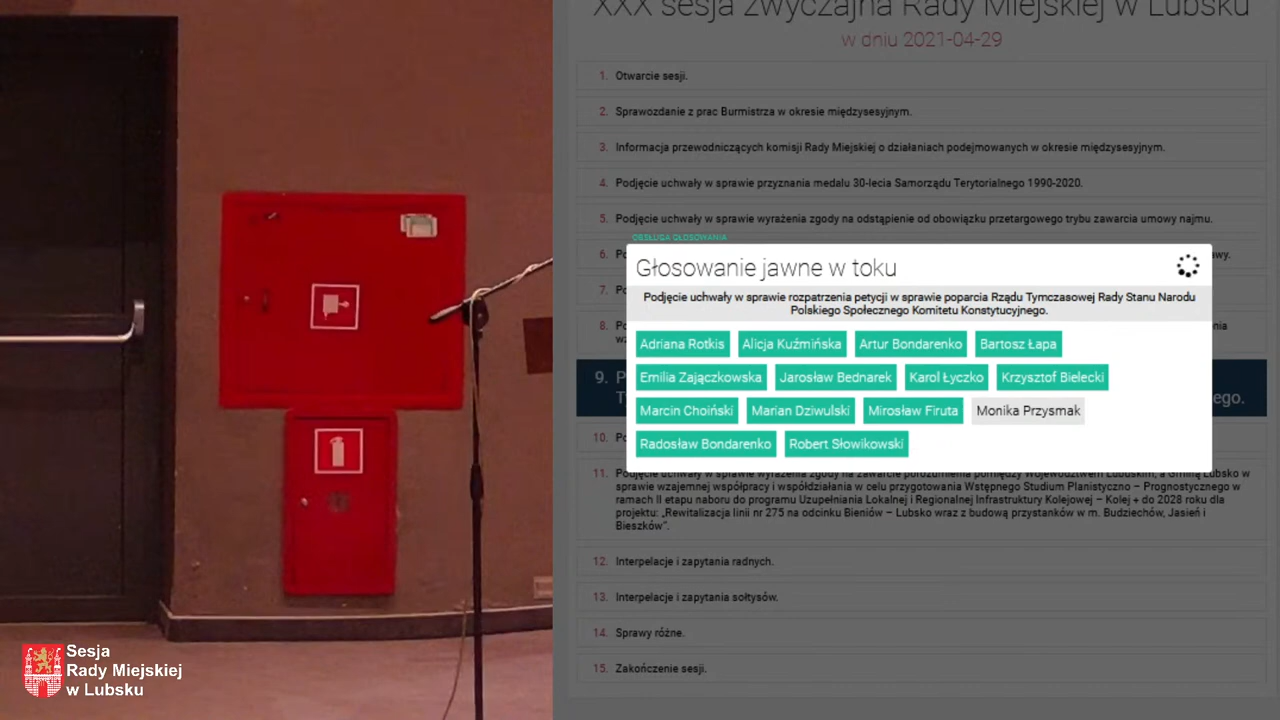 XXX sesja zwyczajna Rady Miejskiej w Lubsku
w dniu 2021-04-29
1. Otwarcie sesji.
2. Sprawozdanie z prac Burmistrza w okresie międzysesyjnym.
3. Informacja przewodniczących komisji Rady Miejskiej o działaniach podejmowanych w okresie międzysesyjnym.
4. Podjęcie uchwały w sprawie przyznania medalu 30-lecia Samorządu Terytorialnego 1990-2020.
5. Podjęcie uchwały w sprawie wyrażenia zgody na odstąpienie od obowiązku przetargowego trybu zawarcia umowy najmu.
OBSŁUGA GŁOSOWANIA
6.
Głosowanie jawne w toku
7.
Podjęcie uchwały w sprawie rozpatrzenia petycji w sprawie poparcia Rządu Tymczasowej Rady Stanu Narodu
Polskiego Społecznego Komitetu Konstytucyjnego.
8.
Adriana Rotkis Alicja Kuźmińska Artur Bondarenko Bartosz Łapa
9.
Emilia Zajączkowska Jarosław Bednarek Karol Łyczko Krzysztof Bielecki
Marcin Choiński Marian Dziwulski Mirosław Firuta Monika Przysmak
10.
Radosław Bondarenko Robert Słowikowski
11. Podjęcie uchwały w sprawie wyrażenia zgody na zawarcie porozumienia pomiędzy Województwem Lubuskim, a Gminą Lubsko w
sprawie wzajemnej współpracy i współdziałania w celu przygotowania Wstępnego Studium Planistyczno – Prognostycznego w
ramach II etapu naboru do programu Uzupełniania Lokalnej i Regionalnej Infrastruktury Kolejowej – Kolej + do 2028 roku dla
projektu: „Rewitalizacja linii nr 275 na odcinku Bieniów – Lubsko wraz z budową przystanków w m. Budziechów, Jasień i
Bieszków”.
12. Interpelacje i zapytania radnych.
13. Interpelacje i zapytania sołtysów.
14. Sprawy różne.
15. Zakończenie sesji.
Sesja
Rady Miejskiej
w Lubsku